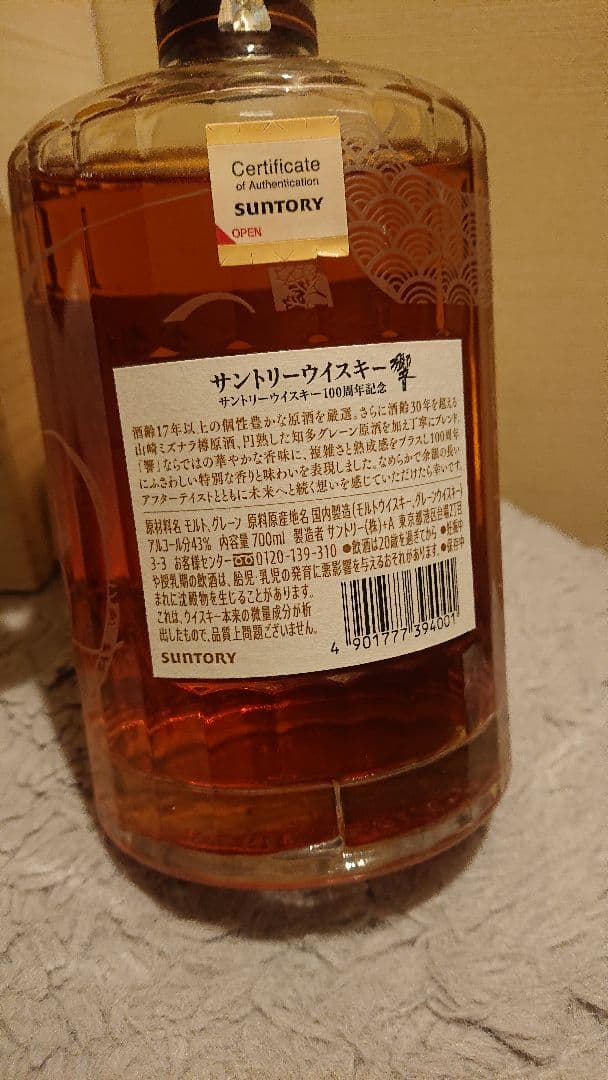 Certificate
of Authentication
SUNTORY
OPEN
サントリーウイスキー響
サントリーウイスキー100周年記念
酒齢17年以上の個性豊かな原酒を厳選。さらに酒齢30年を超える
山崎ミズナラ樽原酒、円熟した知多グレーン原酒を加え丁寧にブレンド。
「響」ならではの華やかな香味に、複雑さと熟成感をプラスし100周年
にふさわしい特別な香りと味わいを表現しました。なめらかで余韻の長い
アフターテイストとともに未来へと続く想いを感じていただけたら幸いです。
原材料名 モルト、グレーン 原料原産地名 国内製造(モルトウイスキー、グレーンウイスキー)
アルコール分43% 内容量700ml 製造者 サントリー(株)+A 東京都港区台場2丁目
3-3 お客様センター 0120-139-310 ●飲酒は20歳を過ぎてから ●妊娠中
や授乳期の飲酒は、胎児・乳児の発育に悪影響を与えるおそれがあります。●保存中
まれに沈殿物を生じることがあります。
これは、ウイスキー本来の微量成分が析
出したもので、品質上問題ございません。
SUNTORY
4 901777 394001